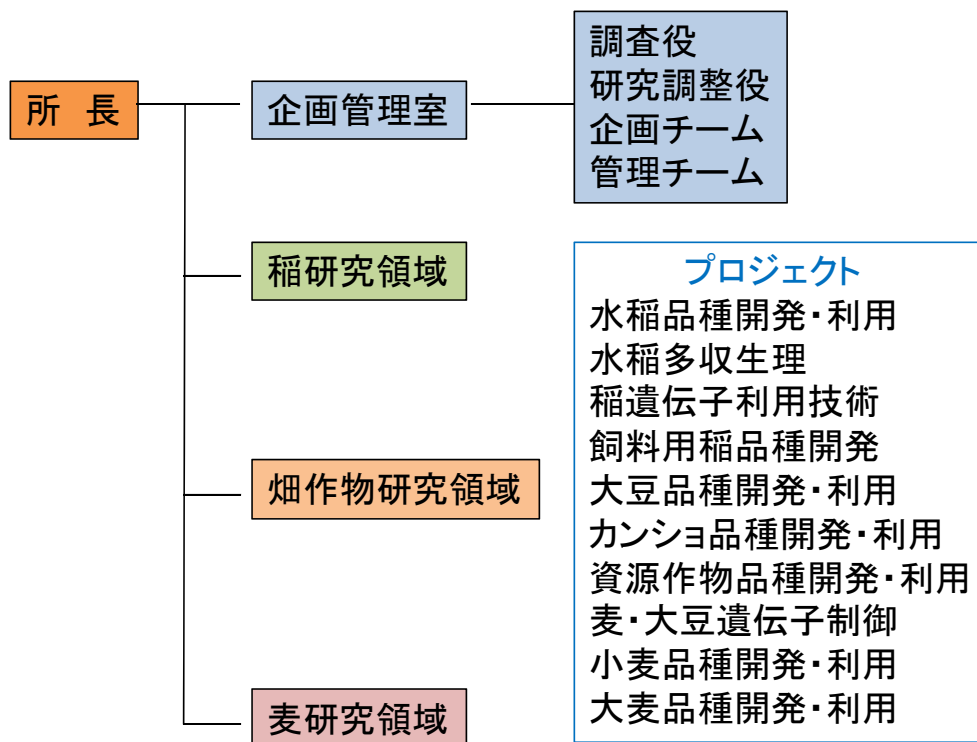 所 長
企画管理室
調査役
研究調整役
企画チーム
管理チーム
稲研究領域
畑作物研究領域
麦研究領域
プロジェクト
水稲品種開発・利用
水稲多収生理
稲遺伝子利用技術
飼料用稲品種開発
大豆品種開発・利用
カンショ品種開発・利用
資源作物品種開発・利用
麦・大豆遺伝子制御
小麦品種開発・利用
大麦品種開発・利用